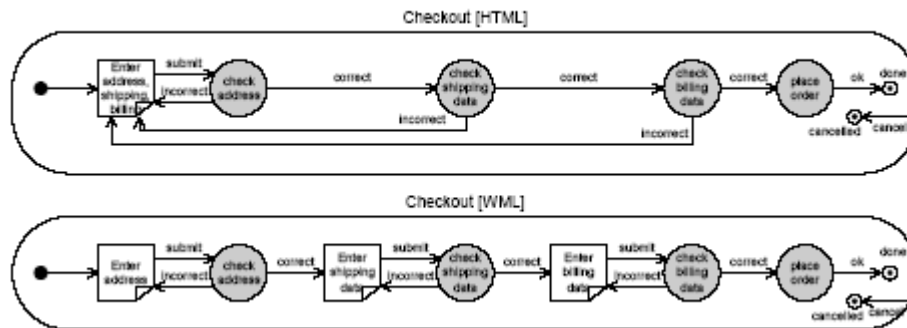 Checkout [HTML]
Enter
address,
shipping,
billing
submit
incorrect
check
address
correct
check
shipping
data
incorrect
correct
check
billing
data
incorrect
correct
place
order
ok
done
cancelled
cancel
Checkout [WML]
Enter
address
submit
incorrect
check
address
correct
Enter
shipping
data
submit
incorrect
check
shipping
data
correct
Enter
billing
data
submit
incorrect
check
billing
data
correct
place
order
ok
done
cancelled
cancel